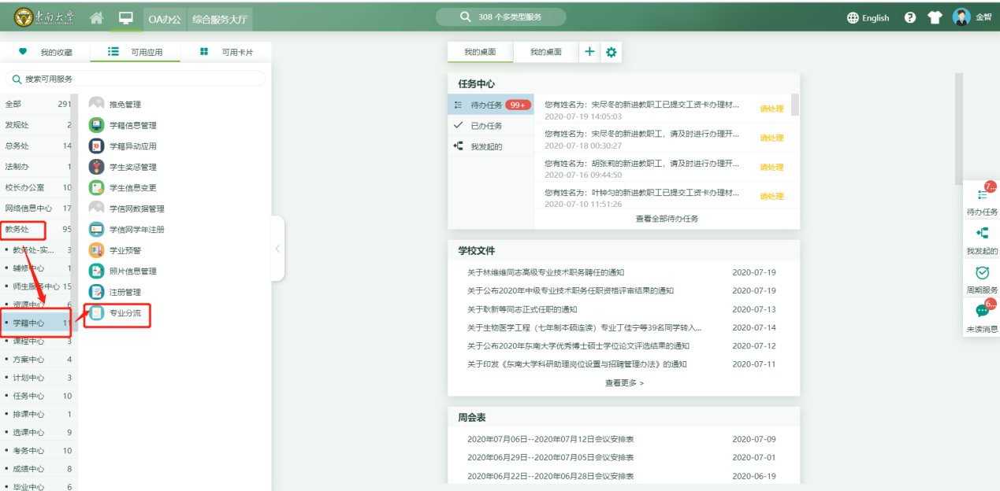 東南大學
SOUTHEAST UNIVERSITY
OA办公
综合服务大厅
308 个多类型服务
English
金智
我的收藏
可用应用
可用卡片
搜索可用服务
全部 291
发规处 2
总务处 14
法制办 1
校长办公室 10
网络信息中心 17
教务处 95
• 教务处-实... 3
• 辅修中心 1
• 师生服务中心 15
• 资源中心 6
• 学籍中心 11
• 课程中心 3
• 方案中心 4
• 计划中心 3
• 任务中心 10
• 排课中心 1
• 选课中心 9
• 考务中心 10
• 成绩中心 8
• 毕业中心 6
推免管理
学籍信息管理
学籍异动应用
学生奖惩管理
学生信息变更
学信网数据管理
学信网学年注册
学业预警
照片信息管理
注册管理
专业分流
我的桌面
我的桌面
任务中心
待办任务 99+
已办任务
我发起的
您有姓名为：宋尽冬的新进教职工已提交工资卡办理材...
2020-07-19 14:05:03
请处理
您有姓名为：宋尽冬的新进教职工，请及时进行办理开...
2020-07-18 00:30:27
请处理
您有姓名为：胡张莉的新进教职工，请及时进行办理开...
2020-07-16 09:44:50
请处理
您有姓名为：叶钟匀的新进教职工已提交工资卡办理材...
2020-07-10 11:51:26
请处理
查看全部待办任务
学校文件
关于林维维同志高级专业技术职务聘任的通知 2020-07-19
关于公布2020年中级专业技术职务任职资格评审结果的通知 2020-07-19
关于耿新等同志正式任职的通知 2020-07-13
关于生物医学工程（七年制本硕连读）专业丁佳宁等39名同学转入... 2020-07-14
关于公布2020年东南大学优秀博士硕士学位论文评选结果的通知 2020-07-12
关于印发《东南大学科研助理岗位设置与招聘管理办法》的通知 2020-07-11
查看更多 >
周会表
2020年07月06日--2020年07月12日会议安排表 2020-07-09
2020年06月29日--2020年07月05日会议安排表 2020-07-01
2020年06月22日--2020年06月28日会议安排表 2020-06-19
7...
待办任务
我发起的
周期服务
6...
未读消息